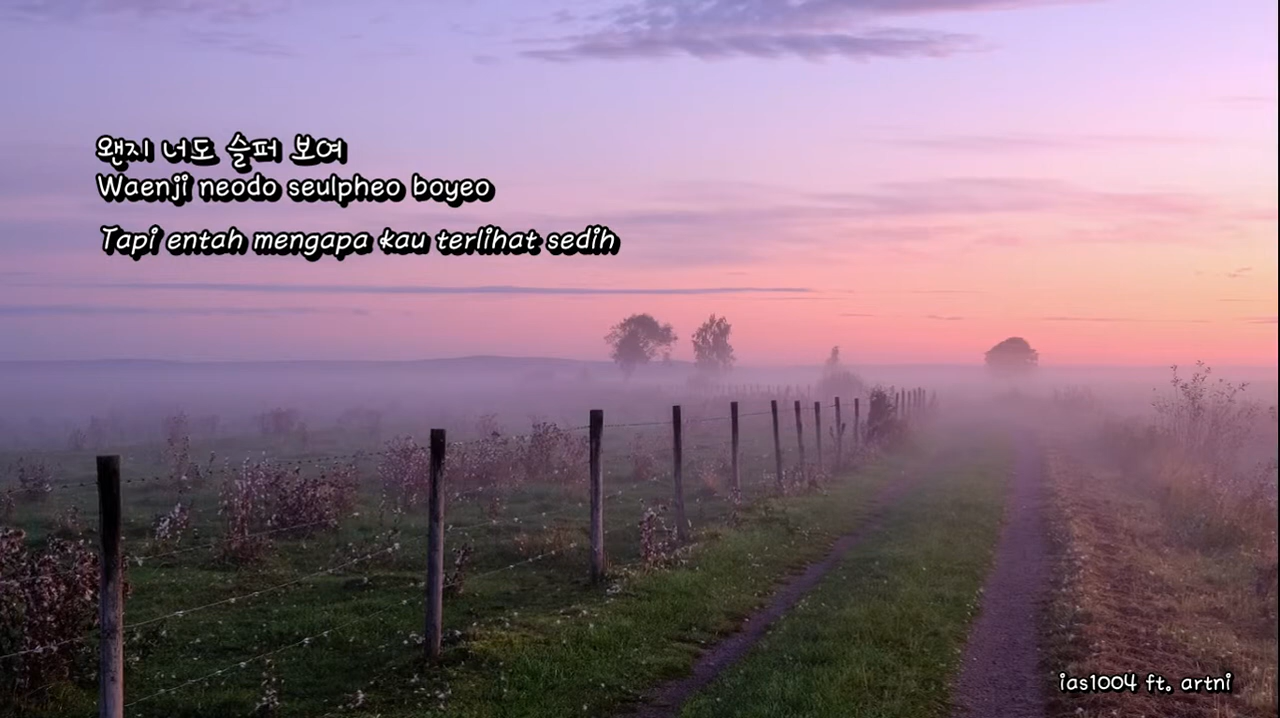 왠지 너도 슬퍼 보여
Waenji neodo seulpheo boyeo
Tapi entah mengapa kau terlihat sedih
ias1004 ft. artni